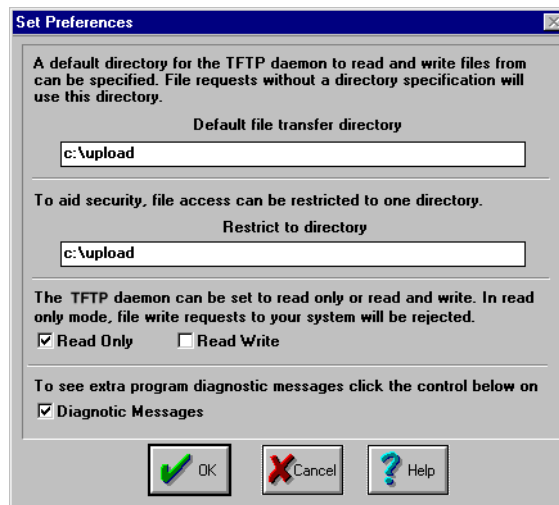 Set Preferences
A default directory for the TFTP daemon to read and write files from
can be specified. File requests without a directory specification will
use this directory.
Default file transfer directory
c:\upload
To aid security, file access can be restricted to one directory.
Restrict to directory
c:\upload
The TFTP daemon can be set to read only or read and write. In read
only mode, file write requests to your system will be rejected.
Read Only Read Write
To see extra program diagnostic messages click the control below on
Diagnotic Messages
OK Cancel Help